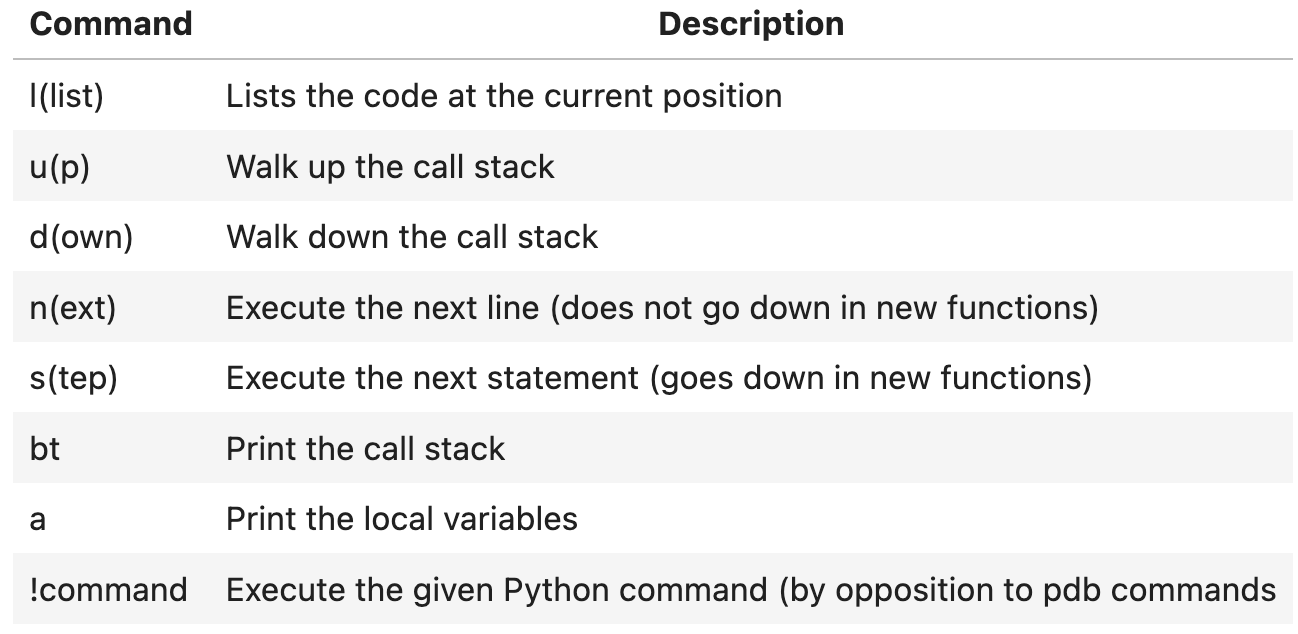 Command Description
l(list) Lists the code at the current position
u(p) Walk up the call stack
d(own) Walk down the call stack
n(ext) Execute the next line (does not go down in new functions)
s(tep) Execute the next statement (goes down in new functions)
bt Print the call stack
a Print the local variables
!command Execute the given Python command (by opposition to pdb commands